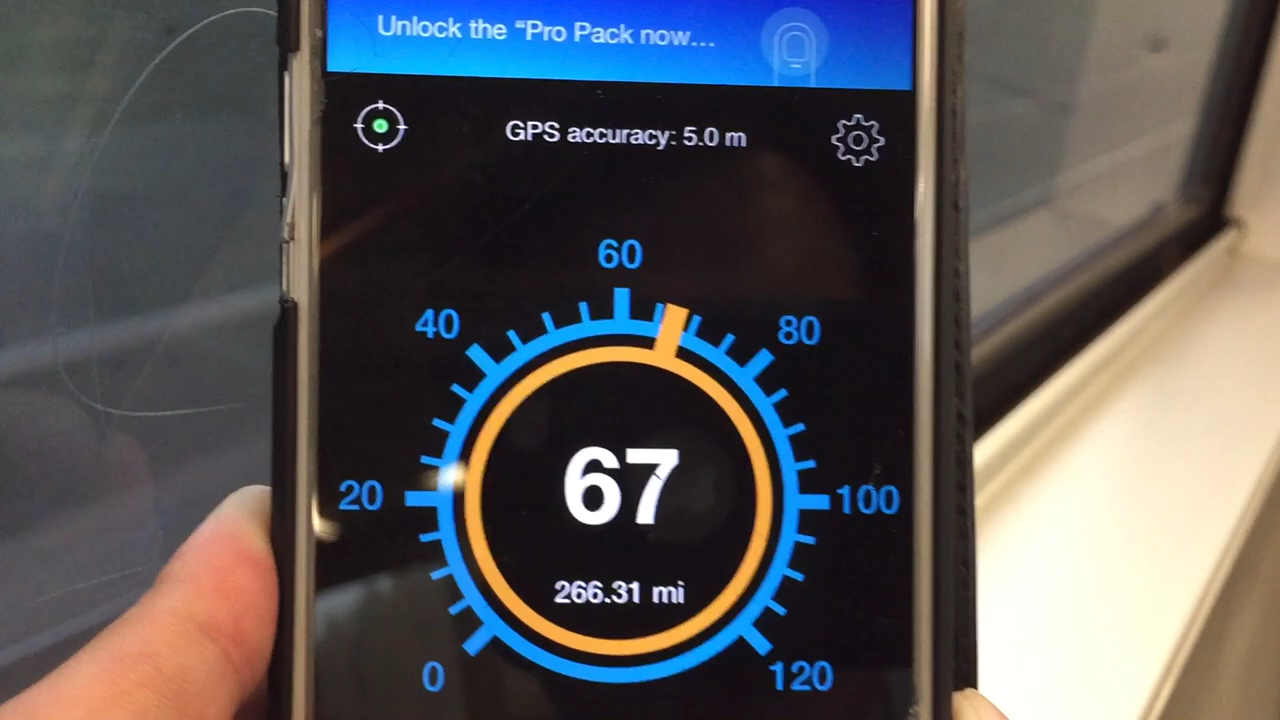 Unlock the “Pro Pack now...
GPS accuracy: 5.0 m
60
40
80
20
67
100
266.31 mi
0
120